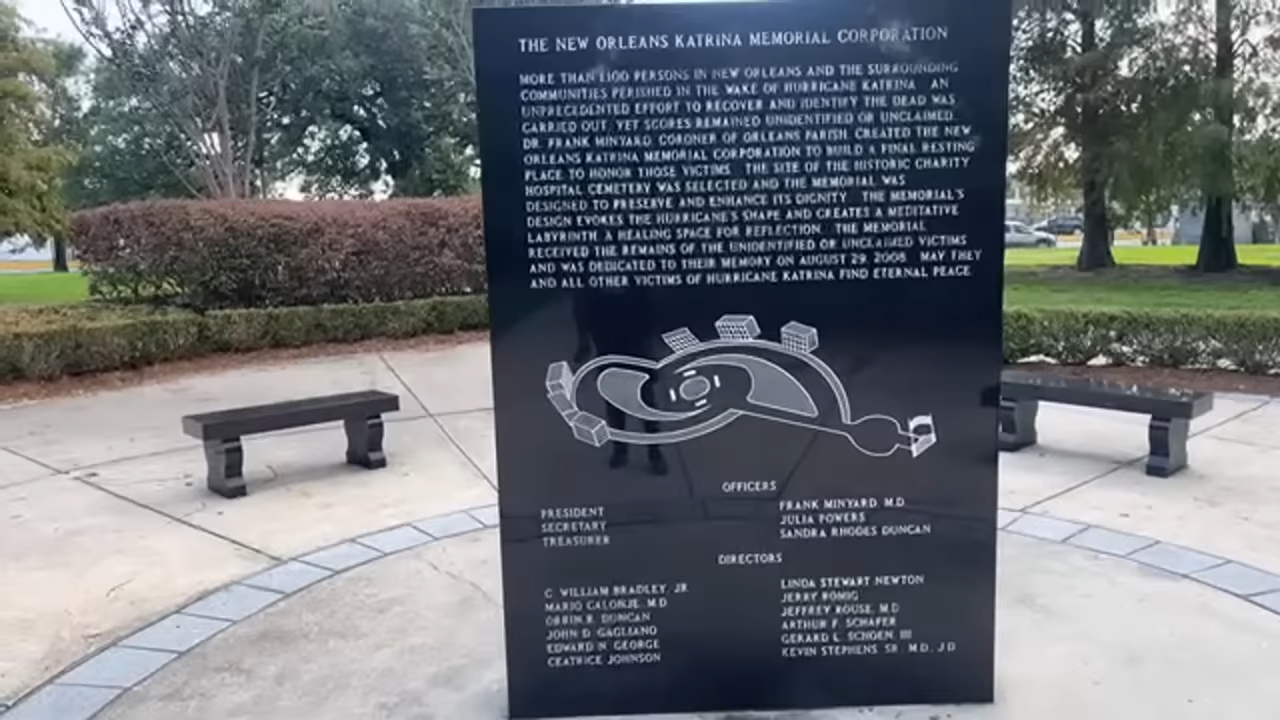 THE NEW ORLEANS KATRINA MEMORIAL CORPORATION
MORE THAN 1100 PERSONS IN NEW ORLEANS AND THE SURROUNDING
COMMUNITIES PERISHED IN THE WAKE OF HURRICANE KATRINA AN
UNPRECEDENTED EFFORT TO RECOVER AND IDENTIFY THE DEAD WAS
CARRIED OUT, YET SCORES REMAINED UNIDENTIFIED OR UNCLAIMED.
DR. FRANK MINYARD, CORONER OF ORLEANS PARISH, CREATED THE NEW
ORLEANS KATRINA MEMORIAL CORPORATION TO BUILD A FINAL RESTING
PLACE TO HONOR THOSE VICTIMS THE SITE OF THE HISTORIC CHARITY
HOSPITAL CEMETERY WAS SELECTED AND THE MEMORIAL WAS
DESIGNED TO PRESERVE AND ENHANCE ITS DIGNITY THE MEMORIAL'S
DESIGN EVOKES THE HURRICANE'S SHAPE AND CREATES A MEDITATIVE
LABYRINTH, A HEALING SPACE FOR REFLECTION. THE MEMORIAL
RECEIVED THE REMAINS OF THE UNIDENTIFIED OR UNCLAIMED VICTIMS
AND WAS DEDICATED TO THEIR MEMORY ON AUGUST 29, 2008 MAY THEY
AND ALL OTHER VICTIMS OF HURRICANE KATRINA FIND ETERNAL PEACE
OFFICERS
PRESIDENT FRANK MINYARD, M.D.
SECRETARY JULIA POWERS
TREASURER SANDRA RHODES DUNCAN
DIRECTORS
C. WILLIAM BRADLEY, JR. LINDA STEWART NEWTON
MARIO CALONJE, M.D. JERRY ROMIG
ORRIN R. DUNCAN JEFFREY ROUSE, M.D.
JOHN D. GAGLIANO ARTHUR F. SCHAFER
EDWARD N. GEORGE GERARD L. SCHOEN, III
CEATRICE JOHNSON KEVIN STEPHENS, SR., M.D., J.D.